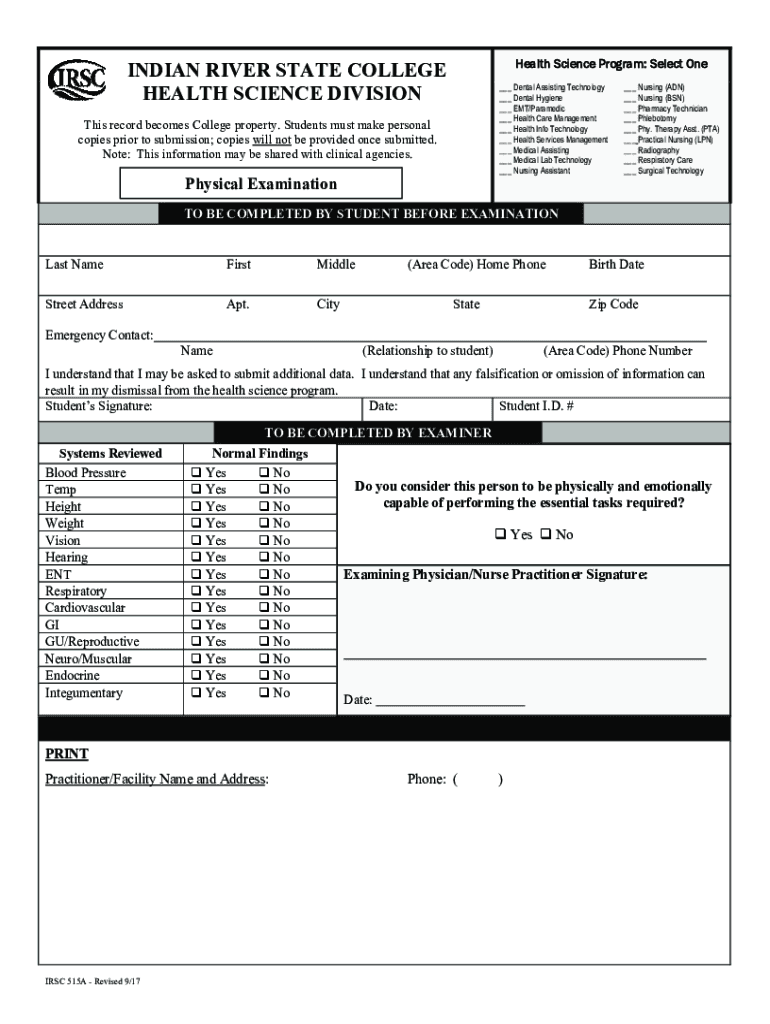 IRSC
INDIAN RIVER STATE COLLEGE
HEALTH SCIENCE DIVISION
This record becomes College property. Students must make personal
copies prior to submission; copies will not be provided once submitted.
Note: This information may be shared with clinical agencies.
Physical Examination
Health Science Program: Select One
___ Dental Assisting Technology
___ Dental Hygiene
___ EMT/Paramedic
___ Health Care Management
___ Health Info Technology
___ Health Services Management
___ Medical Assisting
___ Medical Lab Technology
___ Nursing Assistant
___ Nursing (ADN)
___ Nursing (BSN)
___ Pharmacy Technician
___ Phlebotomy
___ Phy. Therapy Asst. (PTA)
___ Practical Nursing (LPN)
___ Radiography
___ Respiratory Care
___ Surgical Technology
TO BE COMPLETED BY STUDENT BEFORE EXAMINATION
Last Name First Middle (Area Code) Home Phone Birth Date
Street Address Apt. City State Zip Code
Emergency Contact:
Name (Relationship to student) (Area Code) Phone Number
I understand that I may be asked to submit additional data. I understand that any falsification or omission of information can
result in my dismissal from the health science program.
Student's Signature: Date: Student I.D. #
TO BE COMPLETED BY EXAMINER
Systems Reviewed Normal Findings
Blood Pressure ❑ Yes ❑ No
Temp ❑ Yes ❑ No
Height ❑ Yes ❑ No
Weight ❑ Yes ❑ No
Vision ❑ Yes ❑ No
Hearing ❑ Yes ❑ No
ENT ❑ Yes ❑ No
Respiratory ❑ Yes ❑ No
Cardiovascular ❑ Yes ❑ No
GI ❑ Yes ❑ No
GU/Reproductive ❑ Yes ❑ No
Neuro/Muscular ❑ Yes ❑ No
Endocrine ❑ Yes ❑ No
Integumentary ❑ Yes ❑ No
Do you consider this person to be physically and emotionally
capable of performing the essential tasks required?
❑ Yes ❑ No
Examining Physician/Nurse Practitioner Signature:
Date: ____________________
PRINT
Practitioner/Facility Name and Address: Phone: ( )
IRSC 515A - Revised 9/17